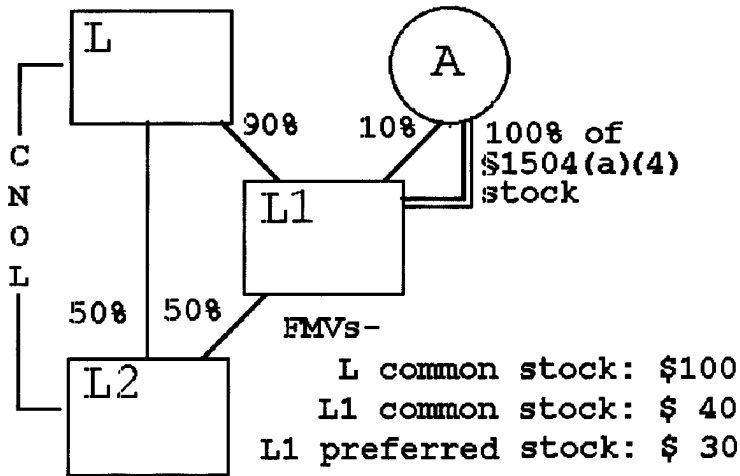 L
A
90%
10%
100% of
§1504(a)(4)
stock
C
N
O
L
L1
50%
50%
L2
FMVs-
L common stock: $100
L1 common stock: $ 40
L1 preferred stock: $ 30